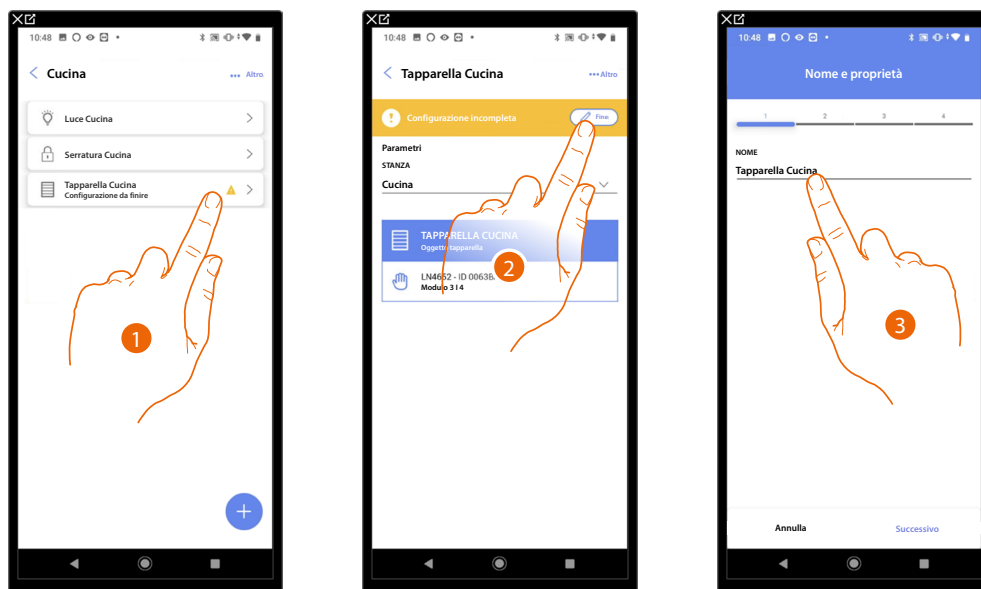 10:48
Cucina
Altro
Luce Cucina
Serratura Cucina
Tapparella Cucina
Configurazione da finire
1
10:48
Tapparella Cucina
Altro
Configurazione incompleta
Fine
Parametri
STANZA
Cucina
TAPPARELLA CUCINA
Oggetto tapparella
2
LN4652 - ID 0063B
Modulo 3 I 4
10:48
Nome e proprietà
1 2 3 4
NOME
Tapparella Cucina
3
Annulla
Successivo